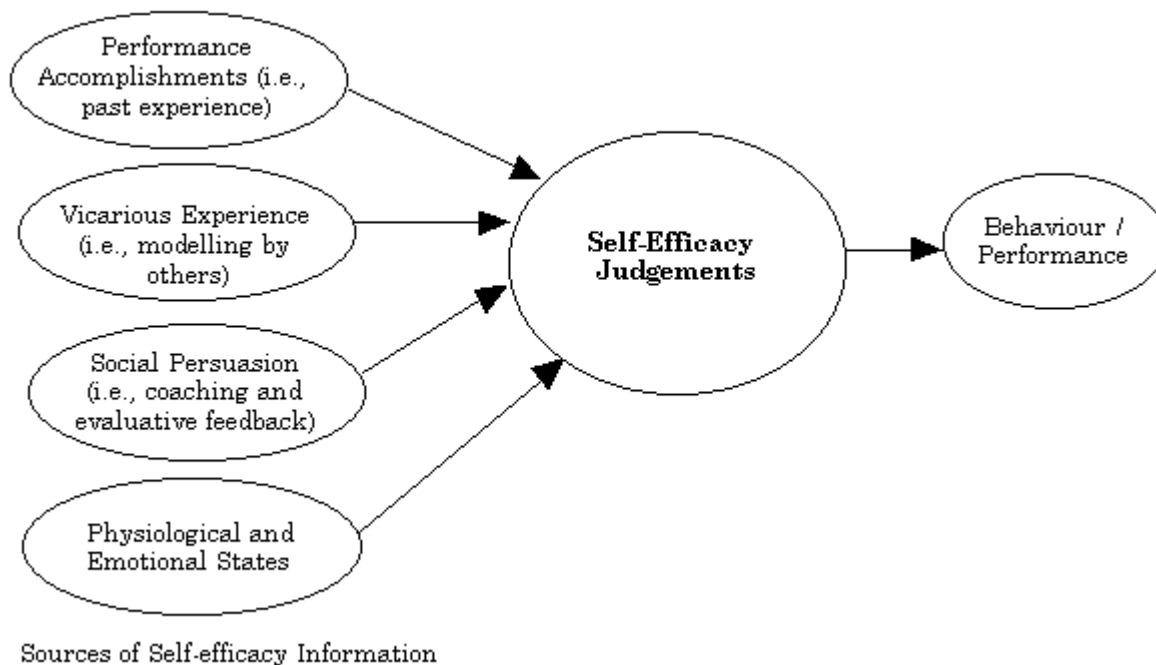 Performance
Accomplishments (i.e.,
past experience)
Vicarious Experience
(i.e., modelling by
others)
Social Persuasion
(i.e., coaching and
evaluative feedback)
Physiological and
Emotional States
Self-Efficacy
Judgements
Behaviour /
Performance
Sources of Self-efficacy Information